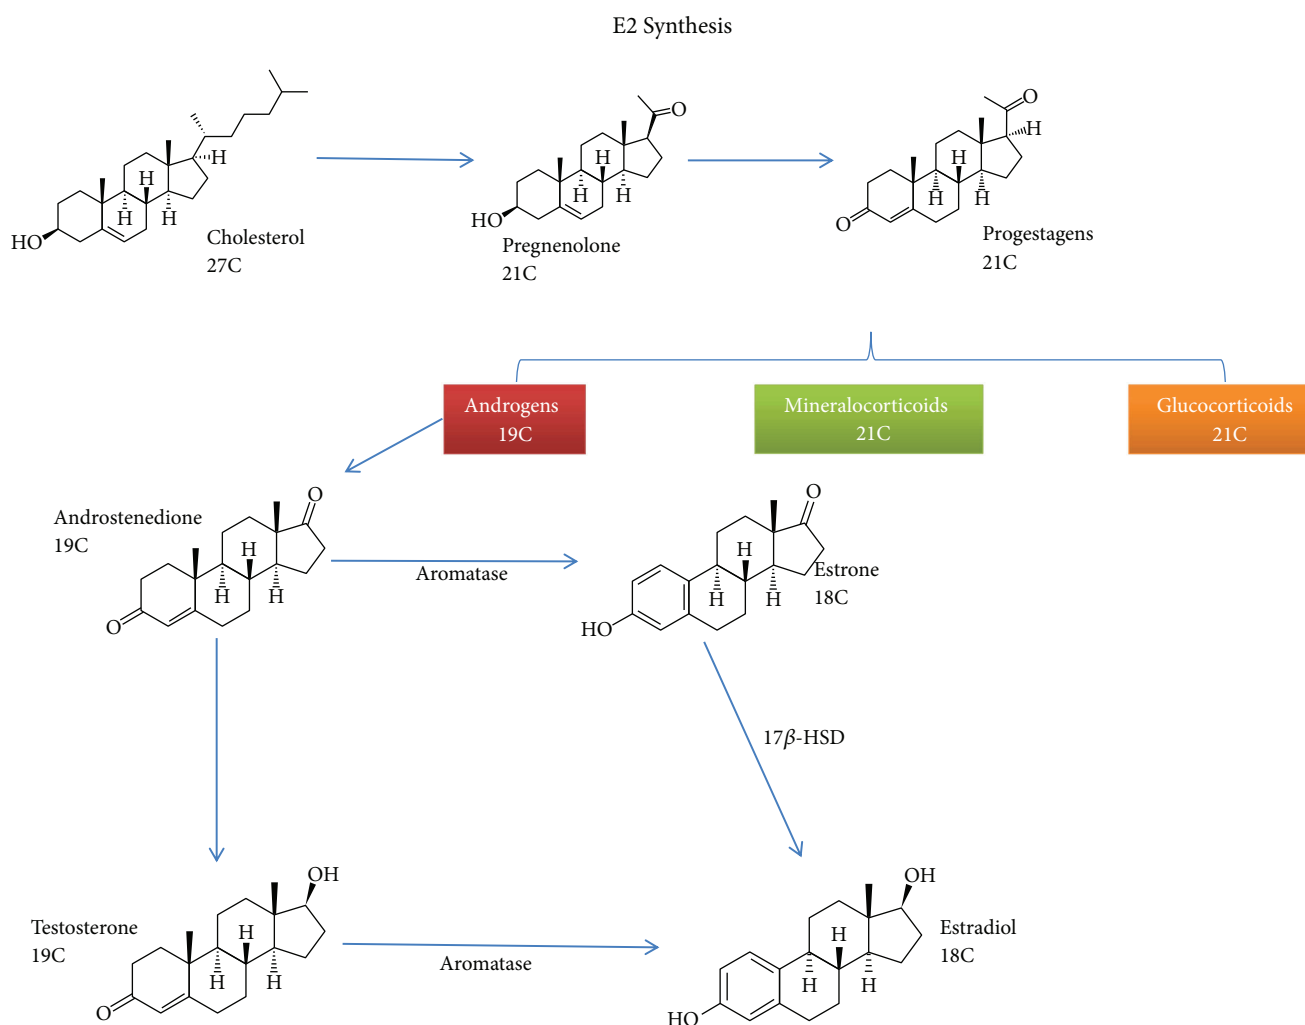 E2 Synthesis
O
O
H
H
H
H
H
H
H
H
H
HO
HO
O
Cholesterol
27C
Pregnenolone
21C
Progestagens
21C
Androgens
19C
Mineralocorticoids
21C
Glucocorticoids
21C
Androstenedione
19C
O
H
H
H
O
Aromatase
O
H
H
H
HO
Estrone
18C
17β-HSD
Testosterone
19C
OH
H
H
H
O
Aromatase
OH
H
H
H
HO
Estradiol
18C